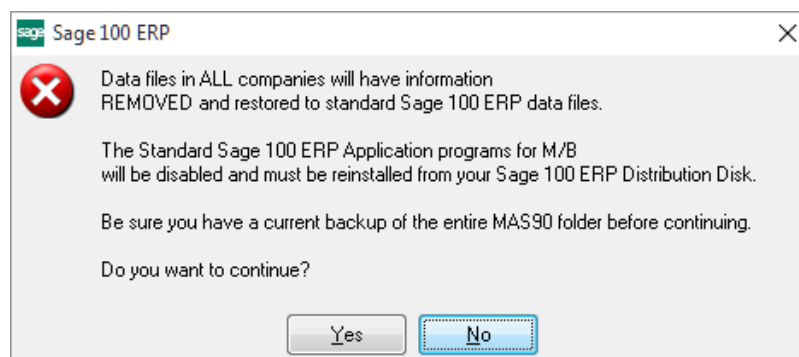 sage Sage 100 ERP
Data files in ALL companies will have information
REMOVED and restored to standard Sage 100 ERP data files.
The Standard Sage 100 ERP Application programs for M/B
will be disabled and must be reinstalled from your Sage 100 ERP Distribution Disk.
Be sure you have a current backup of the entire MAS90 folder before continuing.
Do you want to continue?
Yes No